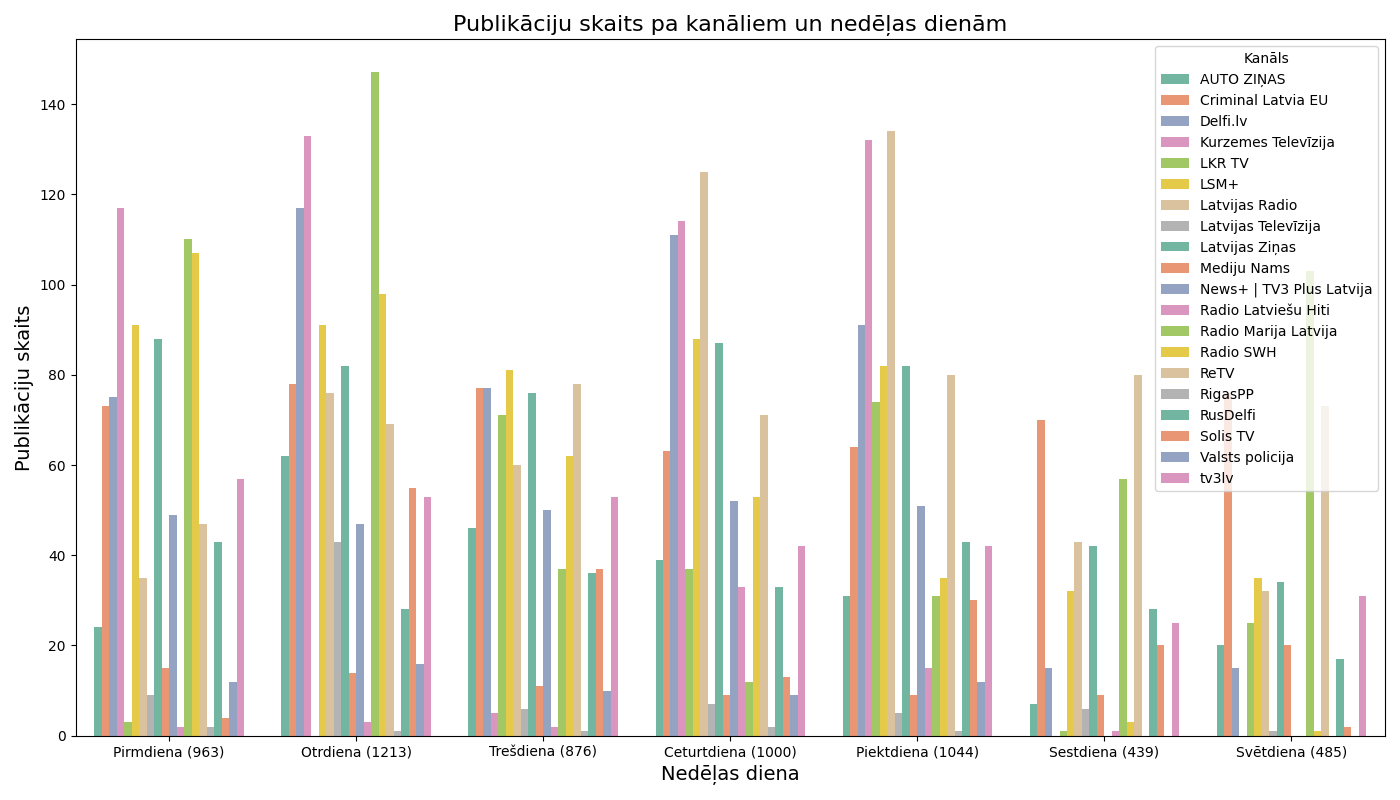 Publikāciju skaits pa kanāliem un nedēļas dienām
Publikāciju skaits
140
120
100
80
60
40
20
0
Kanāls
AUTO ZIŅAS
Criminal Latvia EU
Delfi.lv
Kurzemes Televīzija
LKR TV
LSM+
Latvijas Radio
Latvijas Televīzija
Latvijas Ziņas
Mediju Nams
News+ | TV3 Plus Latvija
Radio Latviešu Hiti
Radio Marija Latvija
Radio SWH
ReTV
RigasPP
RusDelfi
Solis TV
Valsts policija
tv3lv
Pirmdiena (963)
Otrdiena (1213)
Trešdiena (876)
Ceturtdiena (1000)
Piektdiena (1044)
Sestdiena (439)
Svētdiena (485)
Nedēļas diena